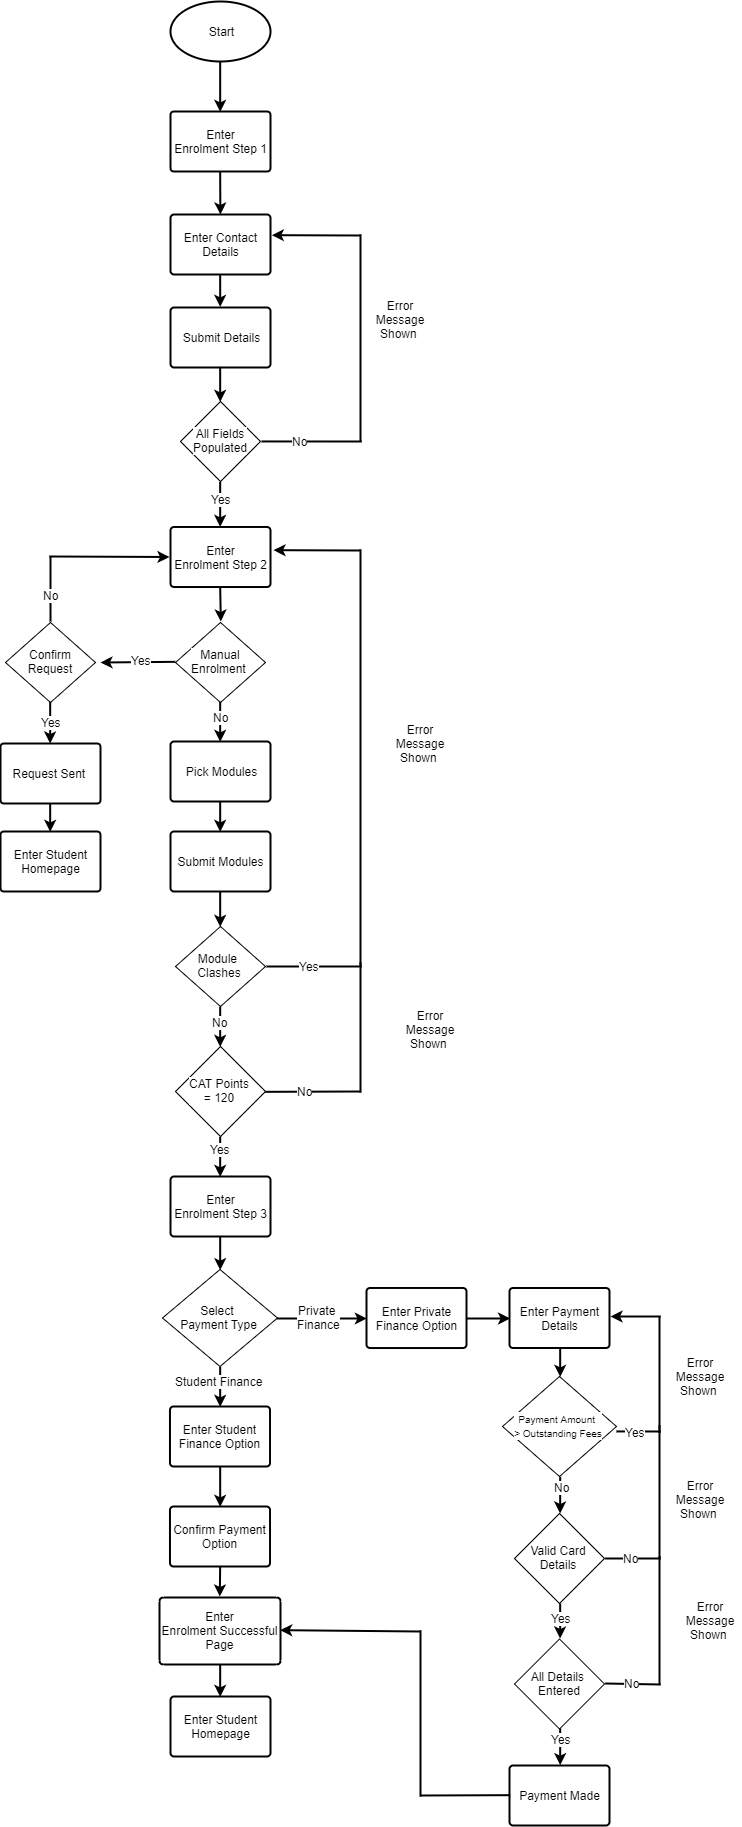 Start
Enter
Enrolment Step 1
Enter Contact
Details
Error
Message
Shown
Submit Details
All Fields
Populated
No
Yes
Enter
Enrolment Step 2
No
Confirm
Request
Yes
Manual
Enrolment
Yes
No
Error
Message
Shown
Request Sent
Pick Modules
Enter Student
Homepage
Submit Modules
Module
Clashes
Yes
No
Error
Message
Shown
CAT Points
= 120
No
Yes
Enter
Enrolment Step 3
Select
Payment Type
Private
Finance
Enter Private
Finance Option
Enter Payment
Details
Error
Message
Shown
Student Finance
Payment Amount
> Outstanding Fees
Yes
Enter Student
Finance Option
No
Error
Message
Shown
Confirm Payment
Option
Valid Card
Details
No
Yes
Error
Message
Shown
Enter
Enrolment Successful
Page
All Details
Entered
No
Yes
Enter Student
Homepage
Payment Made